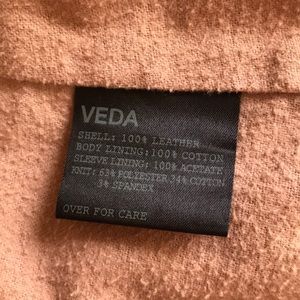 VEDA
SHELL: 100% LEATHER
BODY LINING:100% COTTON
SLEEVE LINING: 100% ACETATE
KNIT: 63% POLYESTER 34% COTTON
3% SPANDEX
OVER FOR CARE